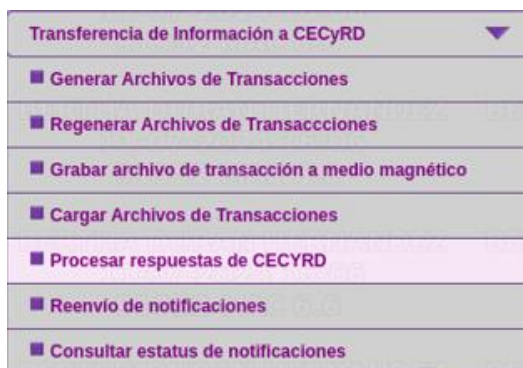 Transferencia de Información a CECyRD
Generar Archivos de Transacciones
Regenerar Archivos de Transaccciones
Grabar archivo de transacción a medio magnético
Cargar Archivos de Transacciones
Procesar respuestas de CECYRD
Reenvío de notificaciones
Consultar estatus de notificaciones